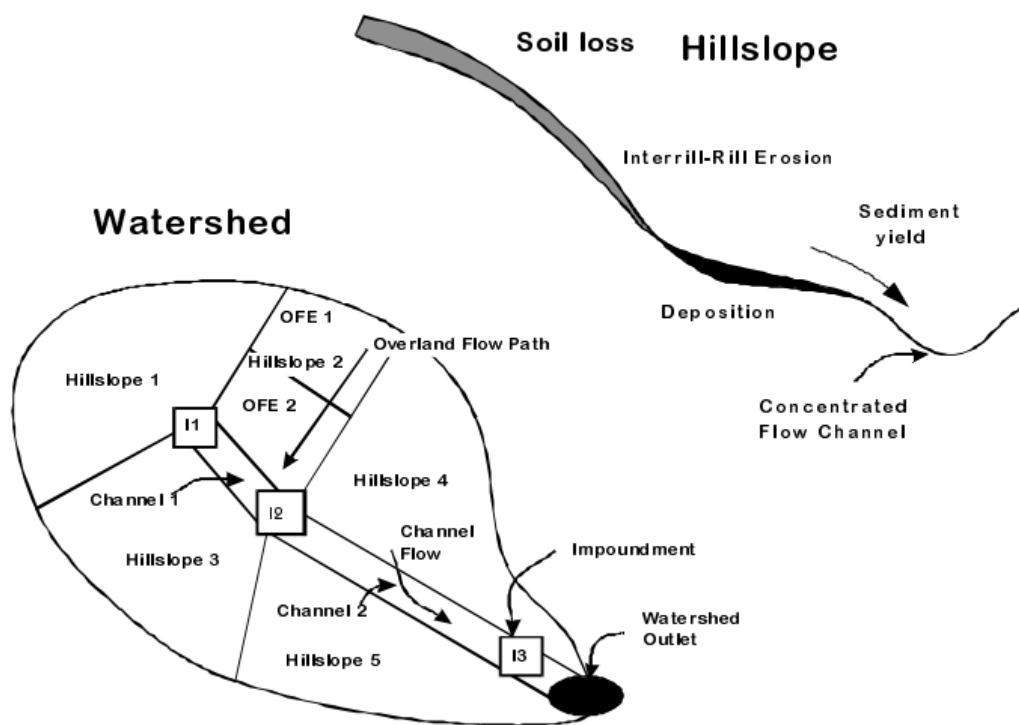 Soil loss
Hillslope
Interrill-Rill Erosion
Sediment
yield
Deposition
Concentrated
Flow Channel
Watershed
OFE 1
Overland Flow Path
Hillslope 2
Hillslope 1
OFE 2
I1
Channel 1
I2
Hillslope 4
Hillslope 3
Channel
Flow
Impoundment
Channel 2
Watershed
Outlet
I3
Hillslope 5